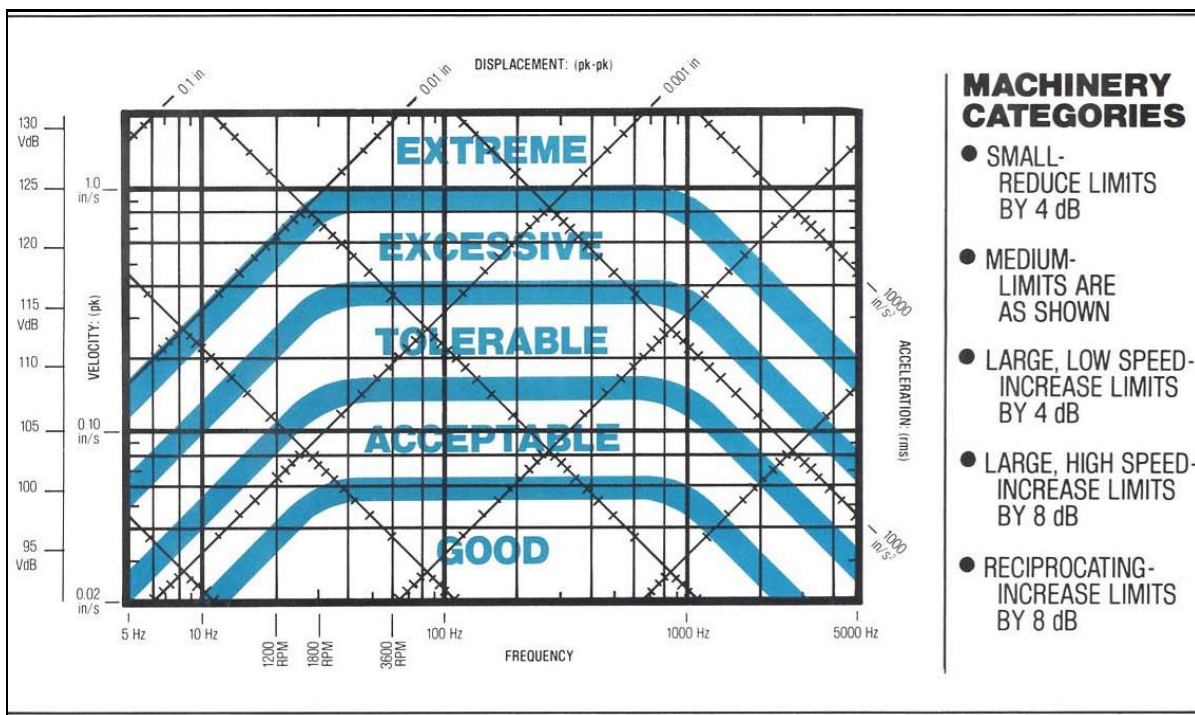 DISPLACEMENT: (pk-pk)
0.1 in
0.01 in
0.001 in
130
VdB
125
120
115
VdB
110
105
100
95
VdB
1.0
in/s
0.10
in/s
0.02
in/s
VELOCITY: (pk)
EXTREME
EXCESSIVE
TOLERABLE
ACCEPTABLE
GOOD
10000
in/s²
ACCELERATION: (rms)
1000
in/s²
5 Hz
10 Hz
100 Hz
1000 Hz
5000 Hz
1200
RPM
1800
RPM
3600
RPM
FREQUENCY
MACHINERY
CATEGORIES
● SMALL-
REDUCE LIMITS
BY 4 dB
● MEDIUM-
LIMITS ARE
AS SHOWN
● LARGE, LOW SPEED-
INCREASE LIMITS
BY 4 dB
● LARGE, HIGH SPEED-
INCREASE LIMITS
BY 8 dB
● RECIPROCATING-
INCREASE LIMITS
BY 8 dB